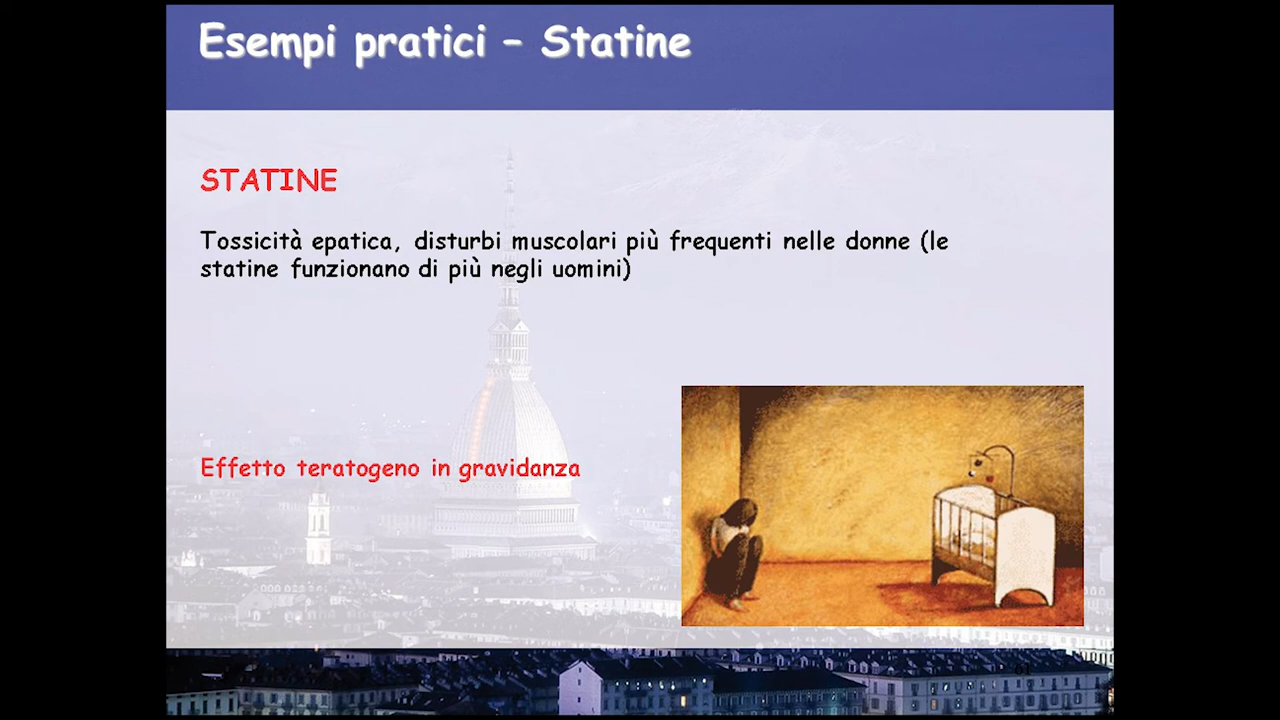 Esempi pratici – Statine
STATINE
Tossicità epatica, disturbi muscolari più frequenti nelle donne (le
statine funzionano di più negli uomini)
Effetto teratogeno in gravidanza